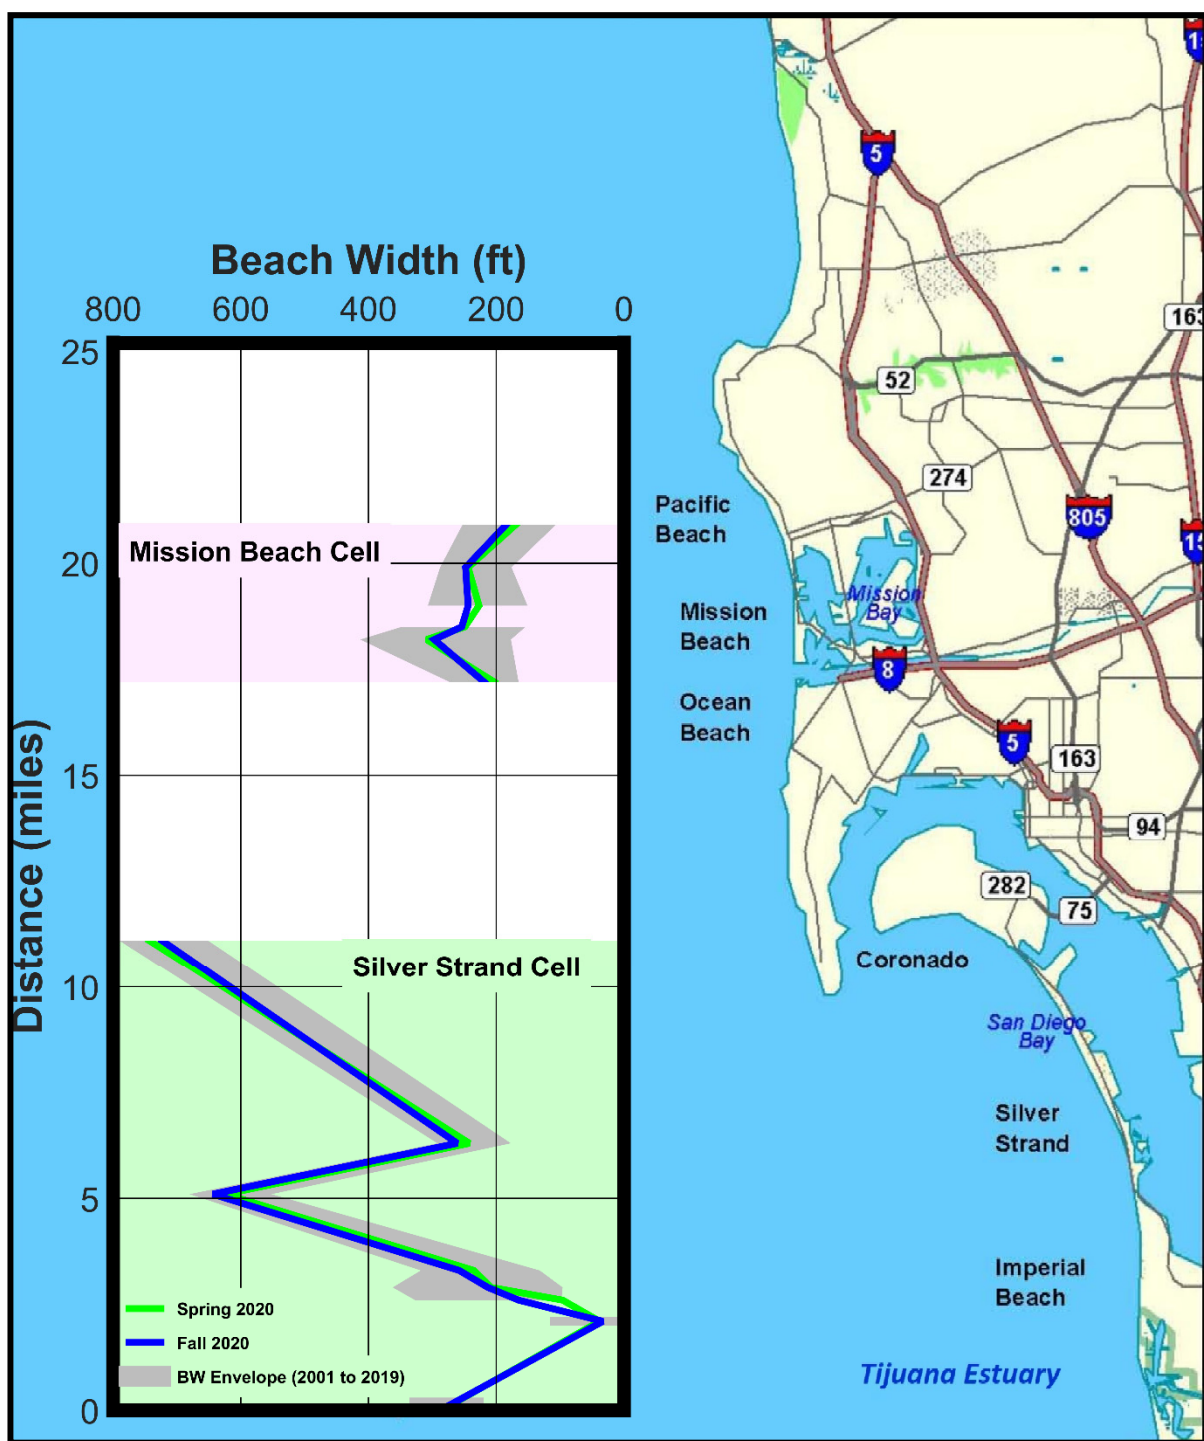 Beach Width (ft)
800 600 400 200 0
25
20
15
10
5
0
Distance (miles)
Mission Beach Cell
Silver Strand Cell
Spring 2020
Fall 2020
BW Envelope (2001 to 2019)
15
5
163
52
274
805
15
Pacific
Beach
Mission
Bay
Mission
Beach
8
Ocean
Beach
5
163
94
282
75
Coronado
San Diego
Bay
Silver
Strand
Imperial
Beach
Tijuana Estuary